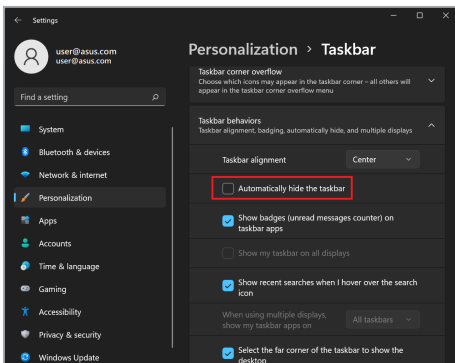 Settings
user@asus.com
user@asus.com
Find a setting
System
Bluetooth & devices
Network & internet
Personalization
Apps
Accounts
Time & language
Gaming
Accessibility
Privacy & security
Windows Update
Personalization > Taskbar
Taskbar corner overflow
Choose which icons may appear in the taskbar corner – all others will
appear in the taskbar corner overflow menu
Taskbar behaviors
Taskbar alignment, badging, automatically hide, and multiple displays
Taskbar alignment
Center
Automatically hide the taskbar
Show badges (unread messages counter) on
taskbar apps
Show my taskbar on all displays
Show recent searches when I hover over the search
icon
When using multiple displays,
show my taskbar apps on
All taskbars
Select the far corner of the taskbar to show the
desktop